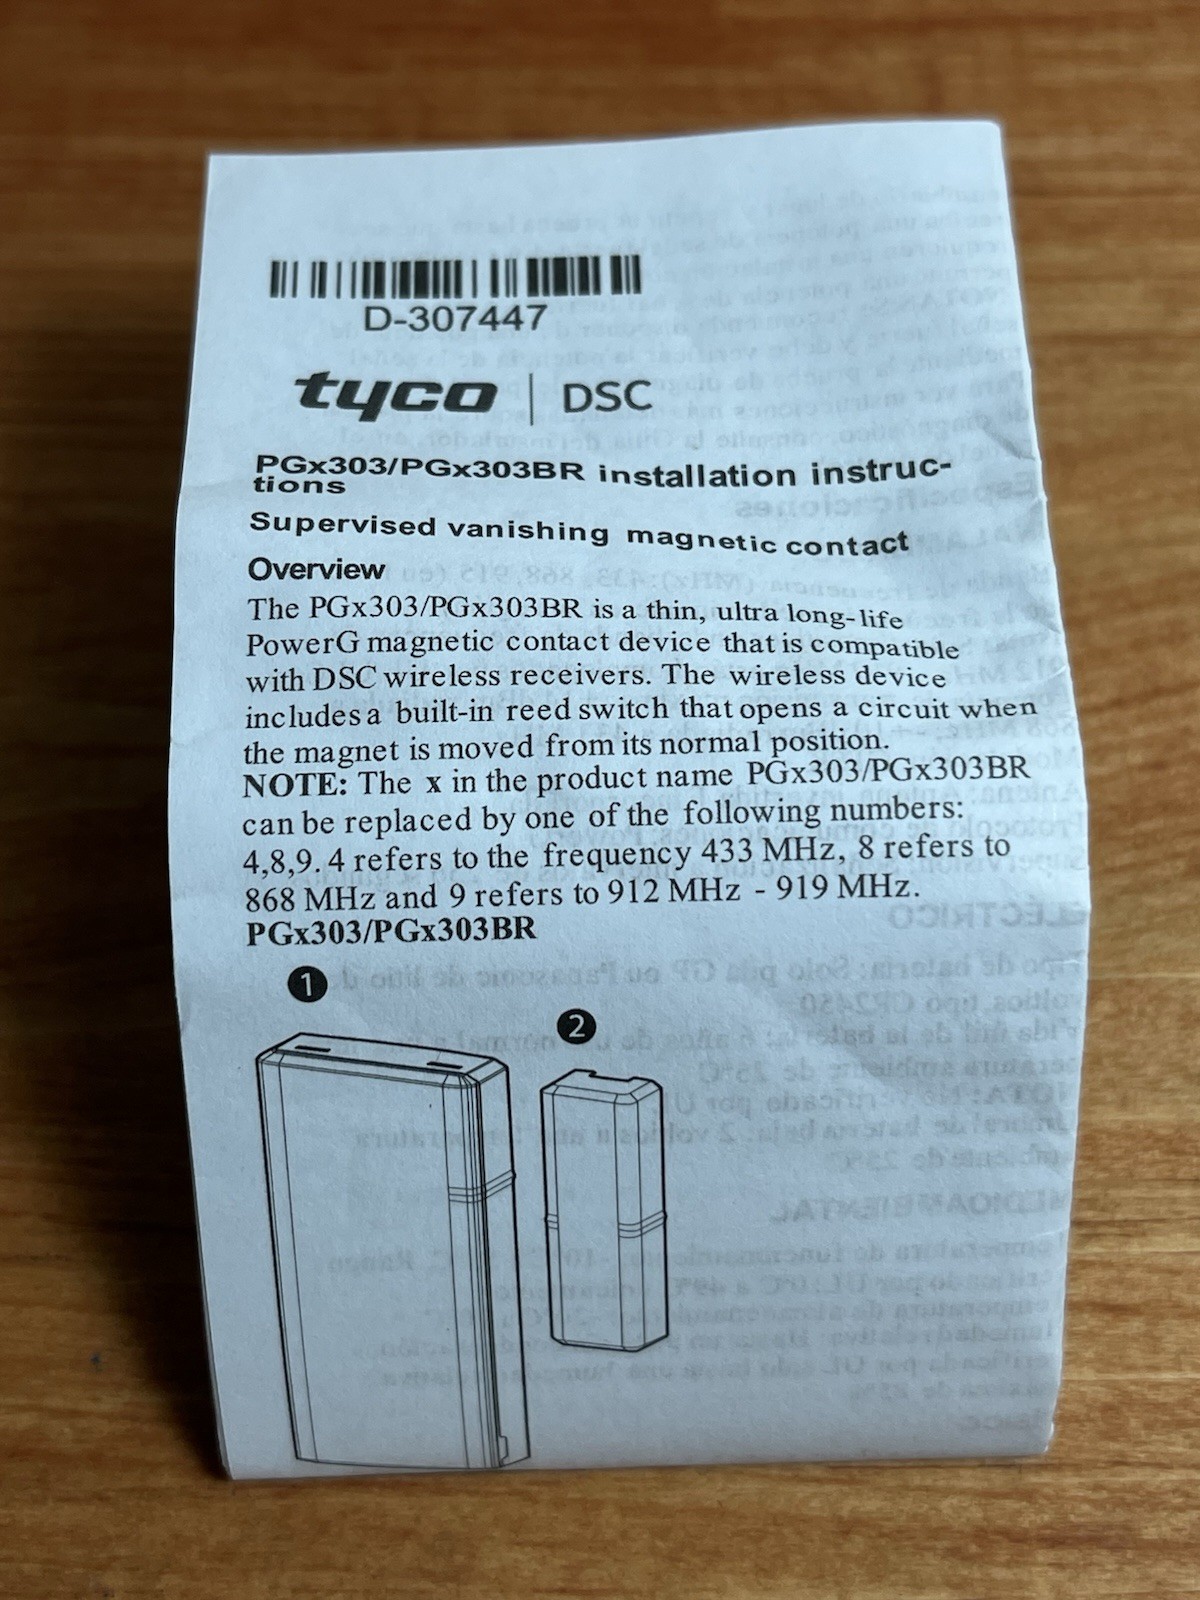 D-307447
tyco | DSC
PGx303/PGx303BR installation instruc-
tions
Supervised vanishing magnetic contact
Overview
The PGx303/PGx303BR is a thin, ultra long-life
PowerG magnetic contact device that is compatible
with DSC wireless receivers. The wireless device
includes a built-in reed switch that opens a circuit when
the magnet is moved from its normal position.
NOTE: The x in the product name PGx303/PGx303BR
can be replaced by one of the following numbers:
4,8,9. 4 refers to the frequency 433 MHz, 8 refers to
868 MHz and 9 refers to 912 MHz - 919 MHz.
PGx303/PGx303BR
1
2